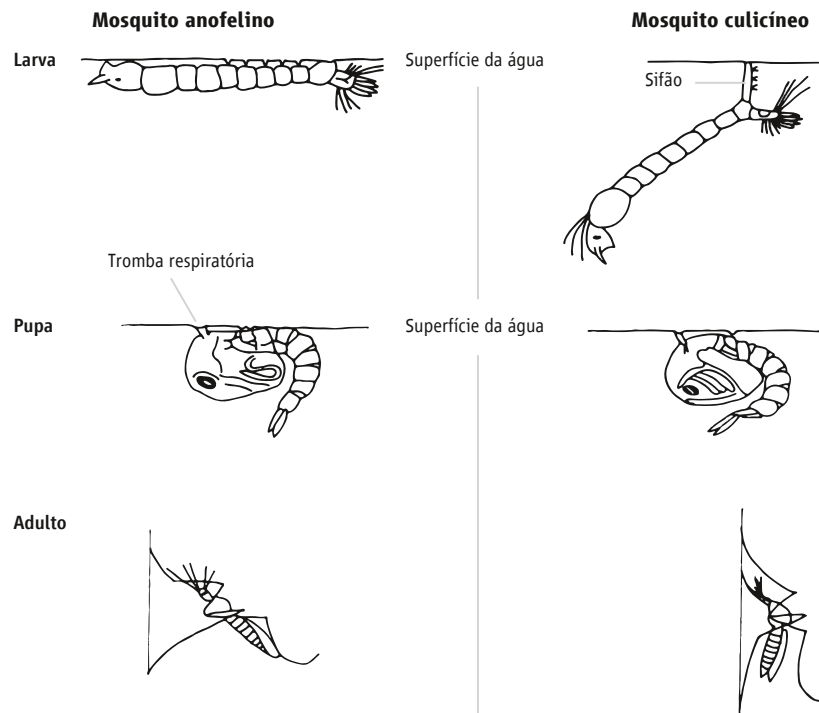 Mosquito anofelino
Mosquito culicíneo
Larva
Superfície da água
Sifão
Tromba respiratória
Pupa
Superfície da água
Adulto